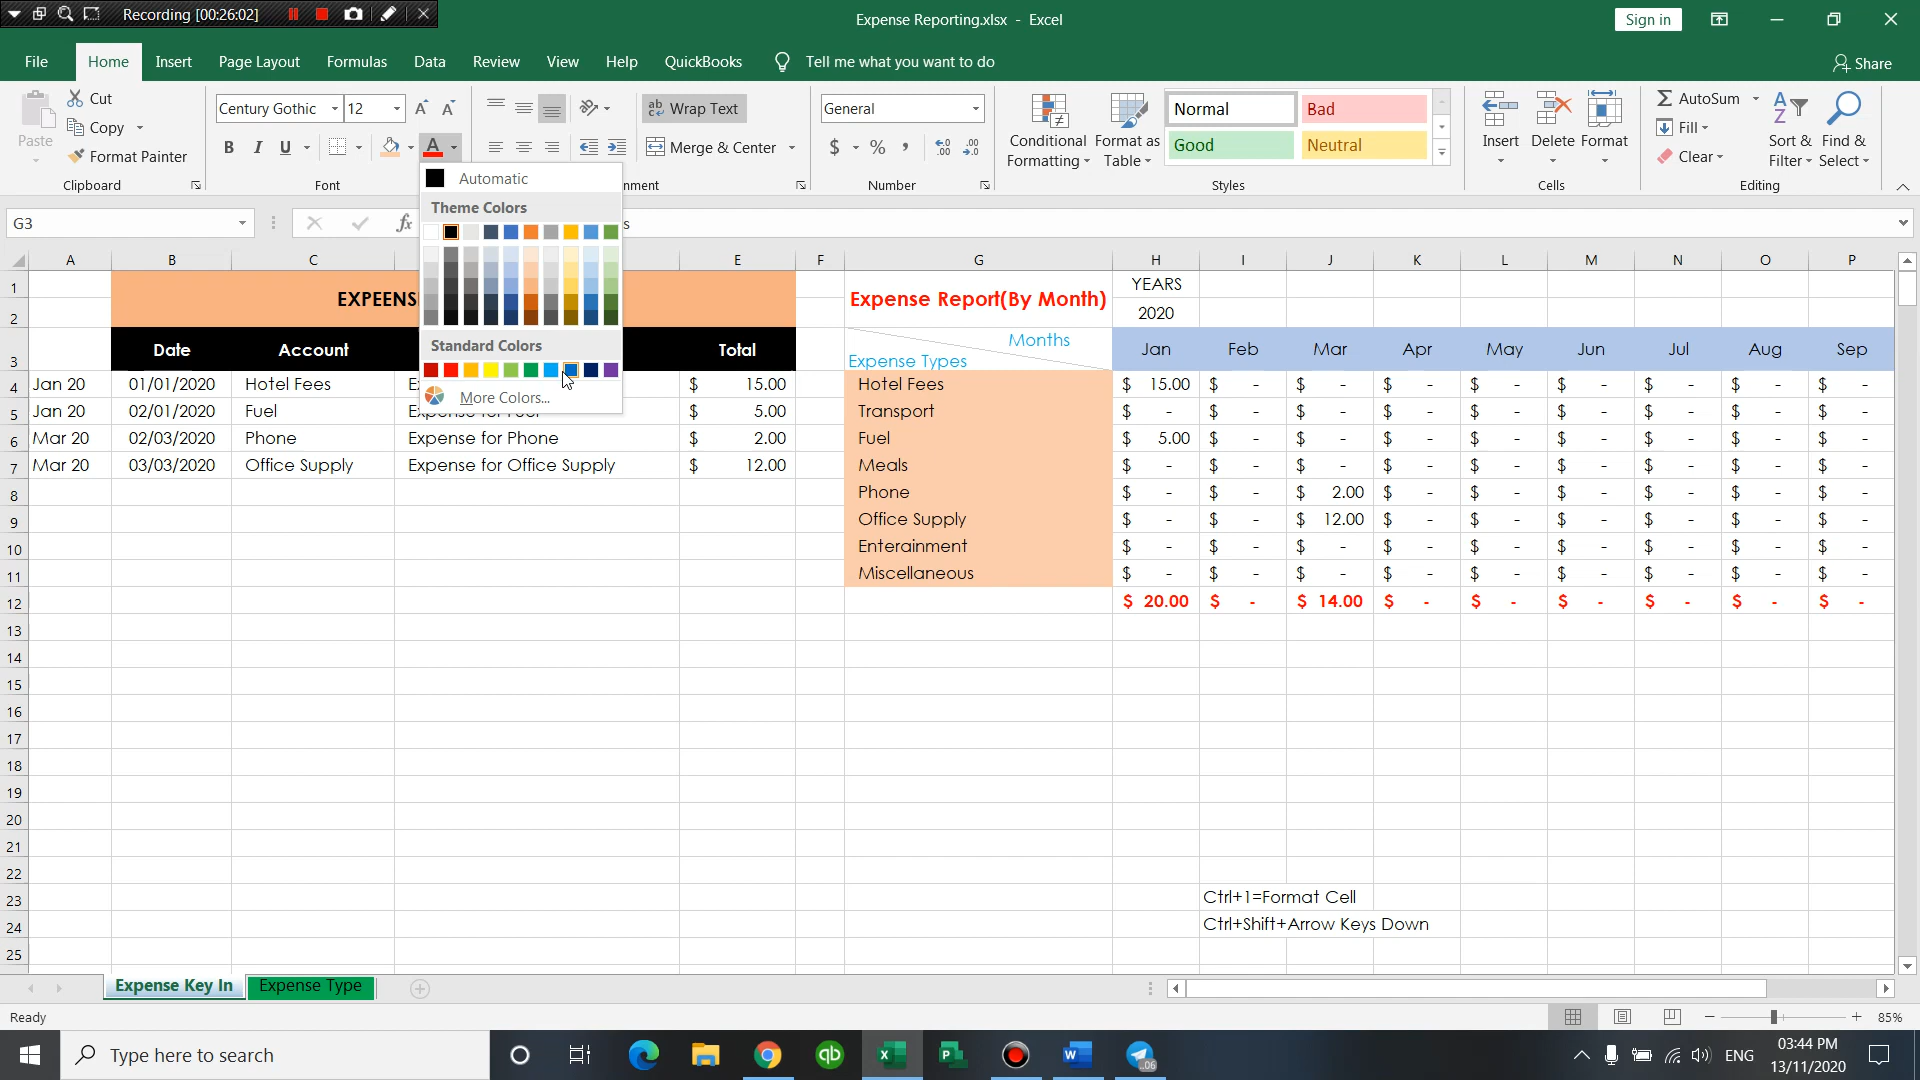 Recording [00:26:02]
Expense Reporting.xlsx - Excel
Sign in
File Home Insert Page Layout Formulas Data Review View Help QuickBooks Tell me what you want to do Share
Paste
Cut
Copy
Format Painter
Clipboard
Century Gothic 12
B I U
Font
Wrap Text
Merge & Center
nment
General
$ % ,
Number
Conditional Formatting
Format as Table
Normal Bad
Good Neutral
Styles
Insert Delete Format
Cells
AutoSum
Fill
Clear
Sort & Filter
Find & Select
Editing
G3 fx s
Automatic
Theme Colors
Standard Colors
More Colors...
A B C E F G H I J K L M N O P
1 EXPEENS Expense Report(By Month) YEARS
2 2020
3 Date Account Total Months Expense Types Jan Feb Mar Apr May Jun Jul Aug Sep
4 Jan 20 01/01/2020 Hotel Fees Ex $ 15.00 Hotel Fees $ 15.00 $ - $ - $ - $ - $ - $ - $ - $ -
5 Jan 20 02/01/2020 Fuel Expense for Fuel $ 5.00 Transport $ - $ - $ - $ - $ - $ - $ - $ - $ -
6 Mar 20 02/03/2020 Phone Expense for Phone $ 2.00 Fuel $ 5.00 $ - $ - $ - $ - $ - $ - $ - $ -
7 Mar 20 03/03/2020 Office Supply Expense for Office Supply $ 12.00 Meals $ - $ - $ - $ - $ - $ - $ - $ - $ -
8 Phone $ - $ - $ 2.00 $ - $ - $ - $ - $ - $ -
9 Office Supply $ - $ - $ 12.00 $ - $ - $ - $ - $ - $ -
10 Enterainment $ - $ - $ - $ - $ - $ - $ - $ - $ -
11 Miscellaneous $ - $ - $ - $ - $ - $ - $ - $ - $ -
12 $ 20.00 $ - $ 14.00 $ - $ - $ - $ - $ - $ -
13
14
15
16
17
18
19
20
21
22
23 Ctrl+1=Format Cell
24 Ctrl+Shift+Arrow Keys Down
25
Expense Key In Expense Type
Ready 85%
Type here to search
ENG
03:44 PM
13/11/2020